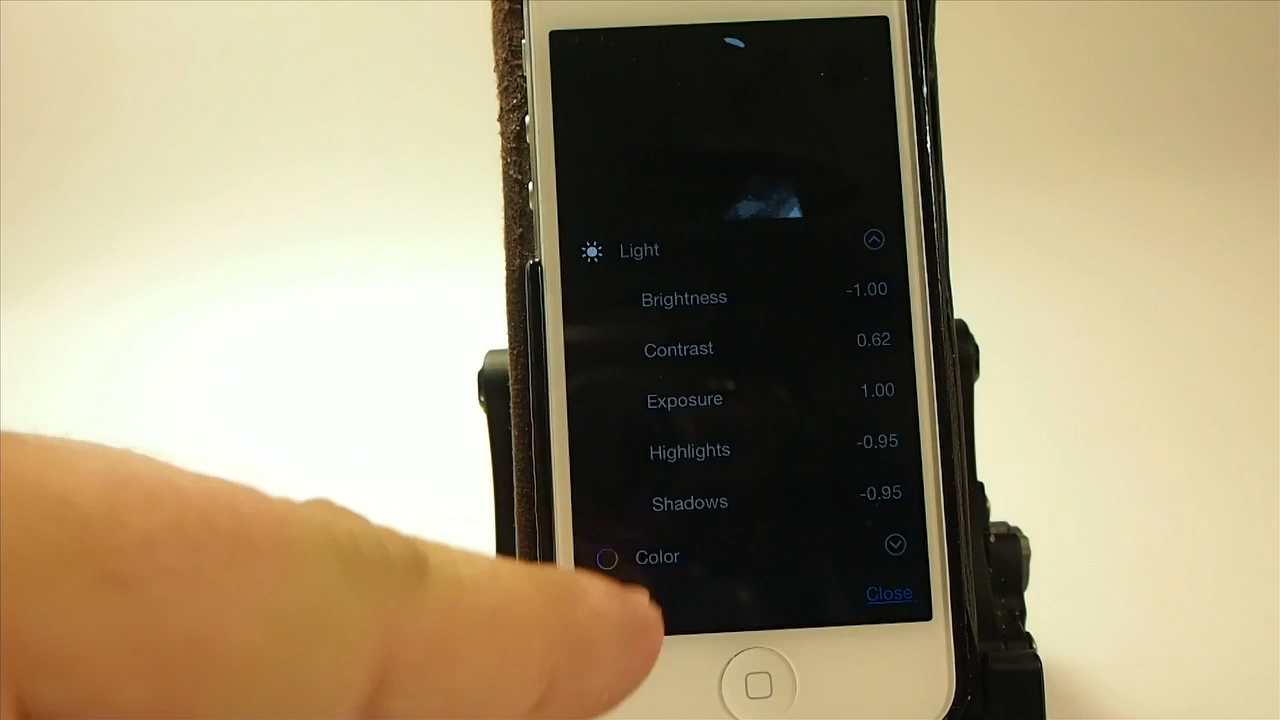 Light
Brightness -1.00
Contrast 0.62
Exposure 1.00
Highlights -0.95
Shadows -0.95
Color
Close